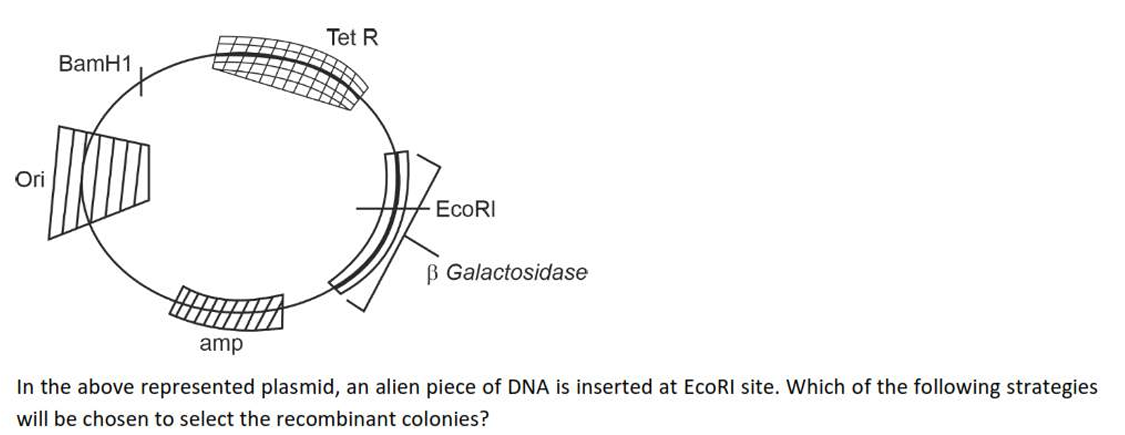 Tet R
BamH1
Ori
EcoRI
β Galactosidase
amp
In the above represented plasmid, an alien piece of DNA is inserted at EcoRI site. Which of the following strategies
will be chosen to select the recombinant colonies?